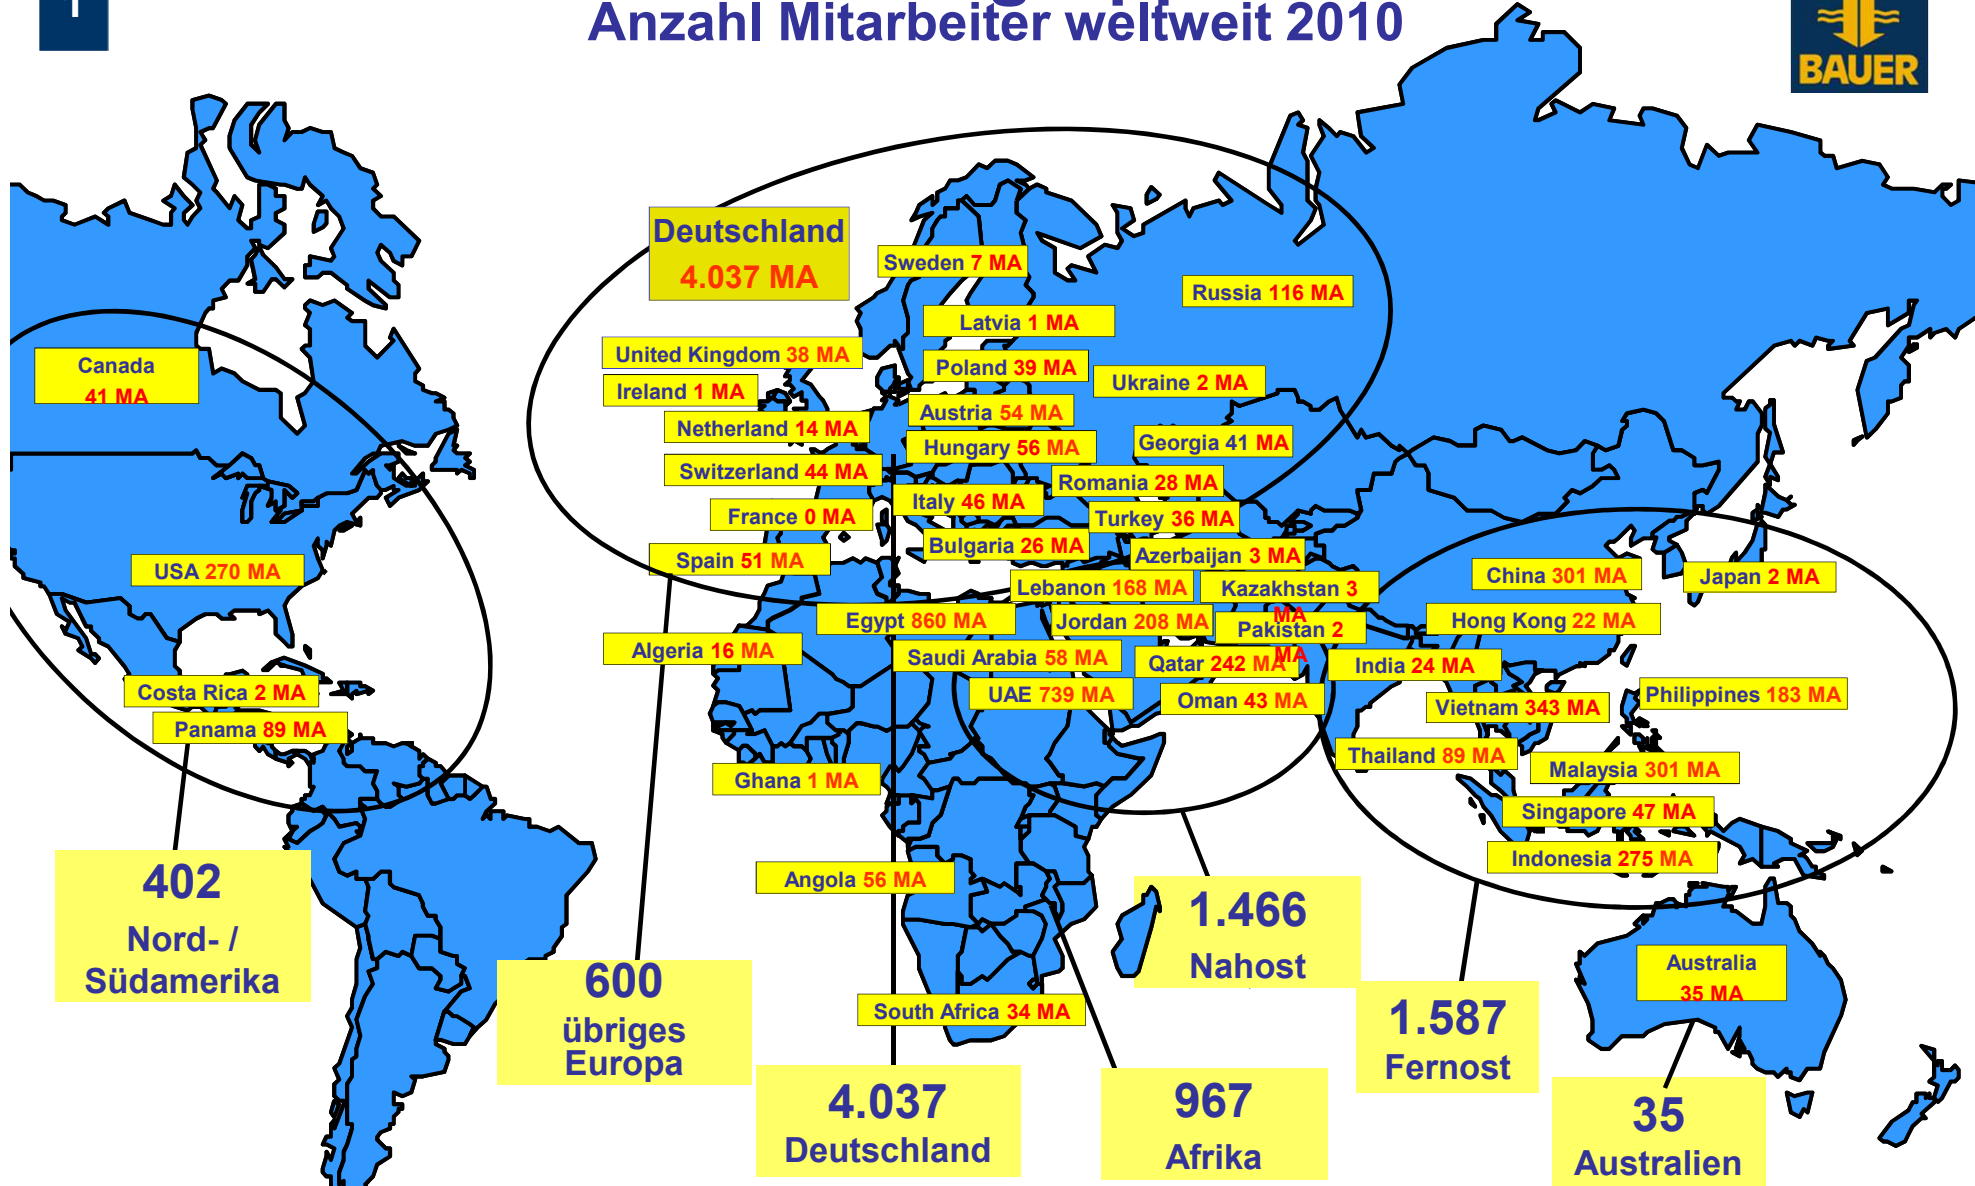 Anzahl Mitarbeiter weltweit 2010
BAUER
Deutschland
4.037 MA
Sweden 7 MA
Russia 116 MA
Latvia 1 MA
United Kingdom 38 MA
Poland 39 MA
Canada
41 MA
Ireland 1 MA
Ukraine 2 MA
Austria 54 MA
Netherland 14 MA
Hungary 56 MA
Georgia 41 MA
Switzerland 44 MA
Romania 28 MA
Italy 46 MA
France 0 MA
Turkey 36 MA
Bulgaria 26 MA
Azerbaijan 3 MA
Spain 51 MA
USA 270 MA
China 301 MA
Japan 2 MA
Lebanon 168 MA
Kazakhstan 3
MA
Egypt 860 MA
Jordan 208 MA
Pakistan 2
MA
Hong Kong 22 MA
Algeria 16 MA
Saudi Arabia 58 MA
Qatar 242 MA
India 24 MA
Costa Rica 2 MA
UAE 739 MA
Oman 43 MA
Philippines 183 MA
Vietnam 343 MA
Panama 89 MA
Thailand 89 MA
Malaysia 301 MA
Ghana 1 MA
Singapore 47 MA
Indonesia 275 MA
Angola 56 MA
402
Nord- /
Südamerika
1.466
Nahost
Australia
35 MA
600
übriges
Europa
South Africa 34 MA
1.587
Fernost
4.037
Deutschland
967
Afrika
35
Australien